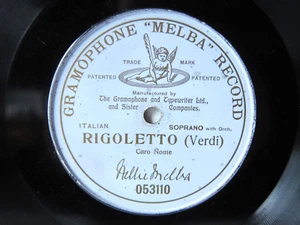 GRAMOPHONE "MELBA" RECORD
TRADE MARK
PATENTED PATENTED
Manufactured by
The Gramophone and Typewriter Ltd.,
and Sister Companies.
ITALIAN SOPRANO with Orch.
RIGOLETTO (Verdi)
Caro Nome
Nellie Melba
053110